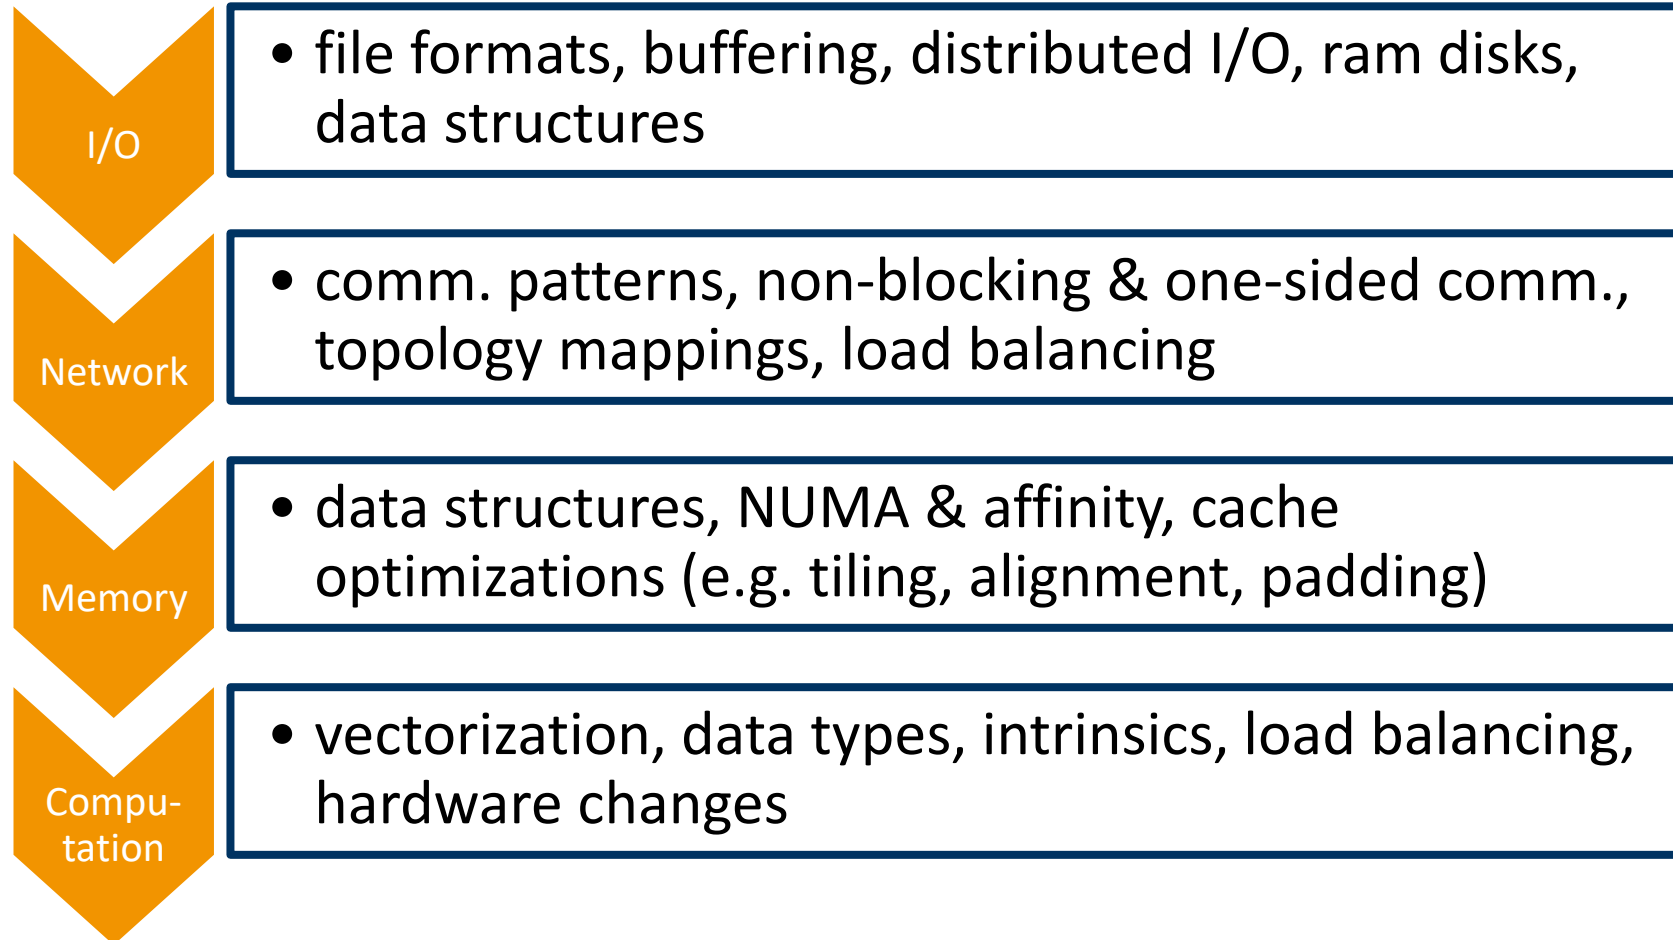 I/O
• file formats, buffering, distributed I/O, ram disks,
data structures
Network
• comm. patterns, non-blocking & one-sided comm.,
topology mappings, load balancing
Memory
• data structures, NUMA & affinity, cache
optimizations (e.g. tiling, alignment, padding)
Compu-
tation
• vectorization, data types, intrinsics, load balancing,
hardware changes